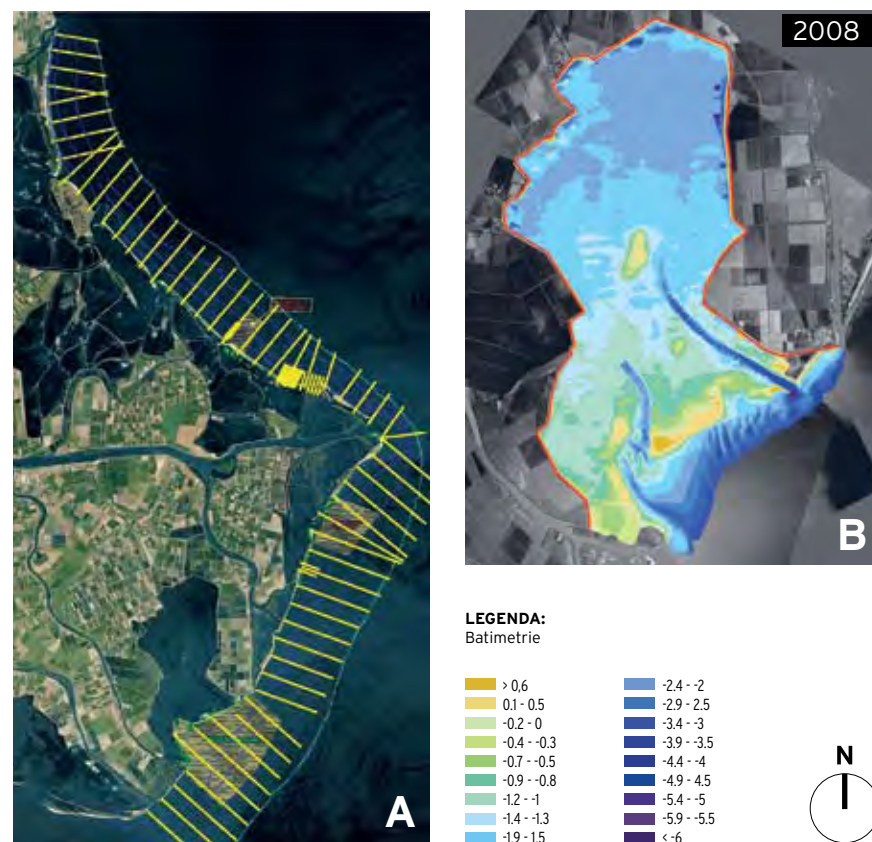 2008
A
B
LEGENDA:
Batimetrie
> 0,6
0.1 - 0.5
-0.2 - 0
-0.4 - -0.3
-0.7 - -0.5
-0.9 - -0.8
-1.2 - -1
-1.4 - -1.3
-1.9 - 1.5
-2.4 - -2
-2.9 - 2.5
-3.4 - -3
-3.9 - -3.5
-4.4 - -4
-4.9 - 4.5
-5.4 - -5
-5.9 - -5.5
< -6
N